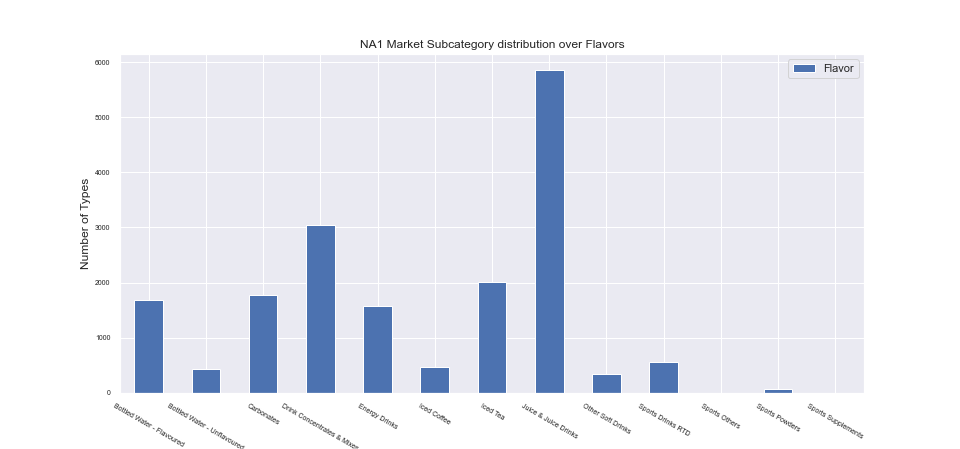 NA1 Market Subcategory distribution over Flavors
Flavor
Number of Types
6000
5000
4000
3000
2000
1000
0
Bottled Water - Flavoured
Bottled Water - Unflavoured
Carbonates
Drink Concentrates & Mixes
Energy Drinks
Iced Coffee
Iced Tea
Juice & Juice Drinks
Other Soft Drinks
Sports Drinks RTD
Sports Others
Sports Powders
Sports Supplements